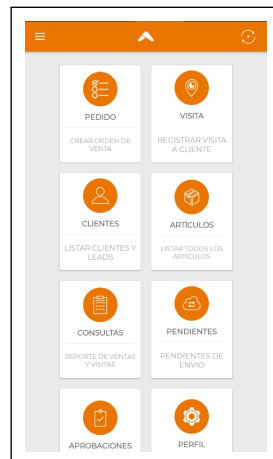 PEDIDO
CREAR ORDEN DE
VENTA
VISITA
REGISTRAR VISITA
A CLIENTE
CLIENTES
LISTAR CLIENTES Y
LEADS
ARTÍCULOS
LISTAR TODOS LOS
ARTÍCULOS
CONSULTAS
REPORTE DE VENTAS
Y VISITAS
PENDIENTES
PENDIENTES DE
ENVIO
APROBACIONES
PERFIL